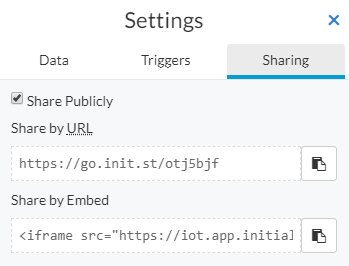 Settings
Data Triggers Sharing
Share Publicly
Share by URL
https://go.init.st/otj5bjf
Share by Embed
<iframe src="https://iot.app.initial